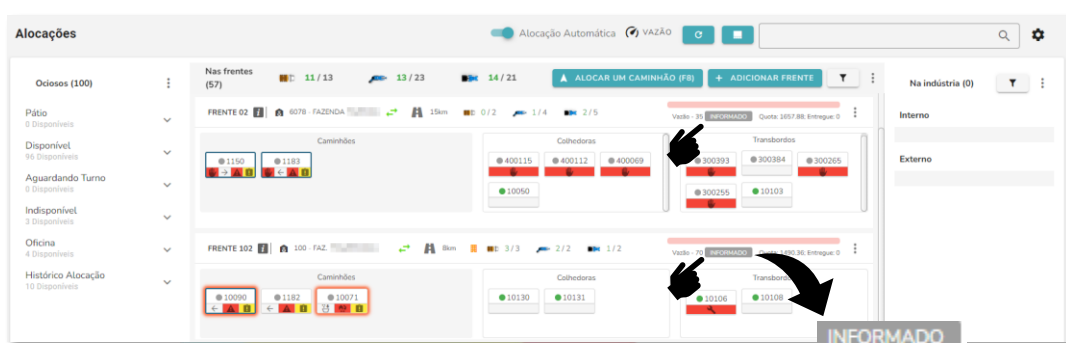 Alocações
Alocação Automática
VAZÃO
Ociosos (100)
Pátio
0 Disponíveis
Disponível
96 Disponíveis
Aguardando Turno
0 Disponíveis
Indisponível
3 Disponíveis
Oficina
4 Disponíveis
Histórico Alocação
10 Disponíveis
Nas frentes
(57)
11 / 13
13 / 23
14 / 21
ALOCAR UM CAMINHÃO (F8)
+ ADICIONAR FRENTE
FRENTE 02
6078 - FAZENDA
15km
0 / 2
1 / 4
2 / 5
Vazão - 35 INFORMADO Quota: 1657.88; Entregue: 0
Caminhões
1150
1183
Colhedoras
400115
400112
400069
10050
Transbordos
300393
300384
300265
300255
10103
FRENTE 102
100 - FAZ.
8km
3 / 3
2 / 2
1 / 2
Vazão - 70 INFORMADO Quota: 1490.36; Entregue: 0
Caminhões
10090
1182
10071
Colhedoras
10130
10131
10106
10108
INFORMADO
Na indústria (0)
Interno
Externo